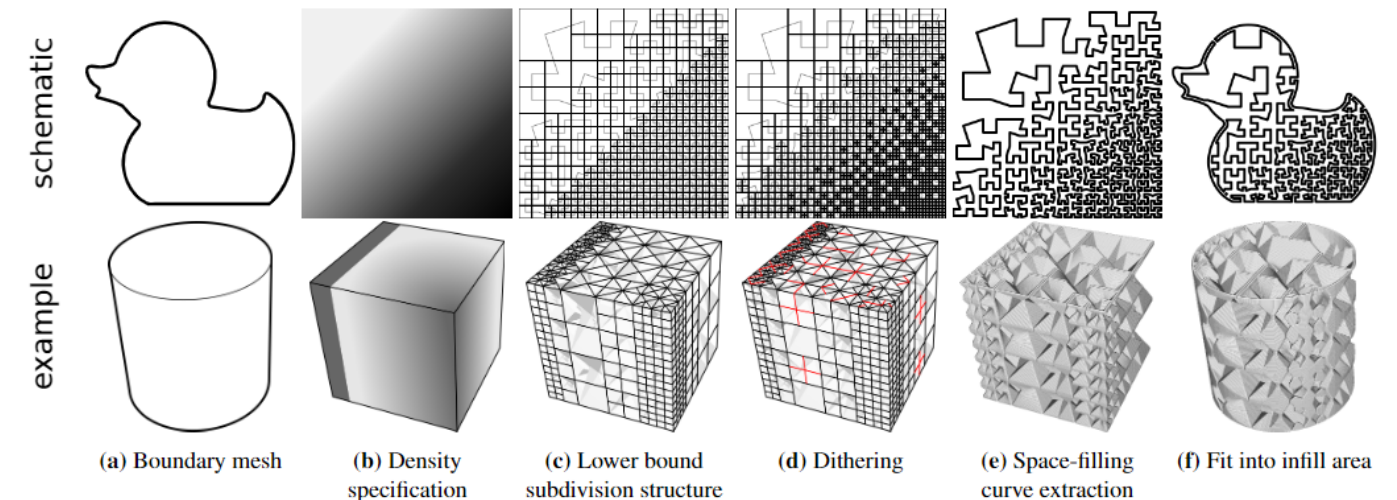 schematic
example
(a) Boundary mesh
(b) Density
specification
(c) Lower bound
subdivision structure
(d) Dithering
(e) Space-filling
curve extraction
(f) Fit into infill area